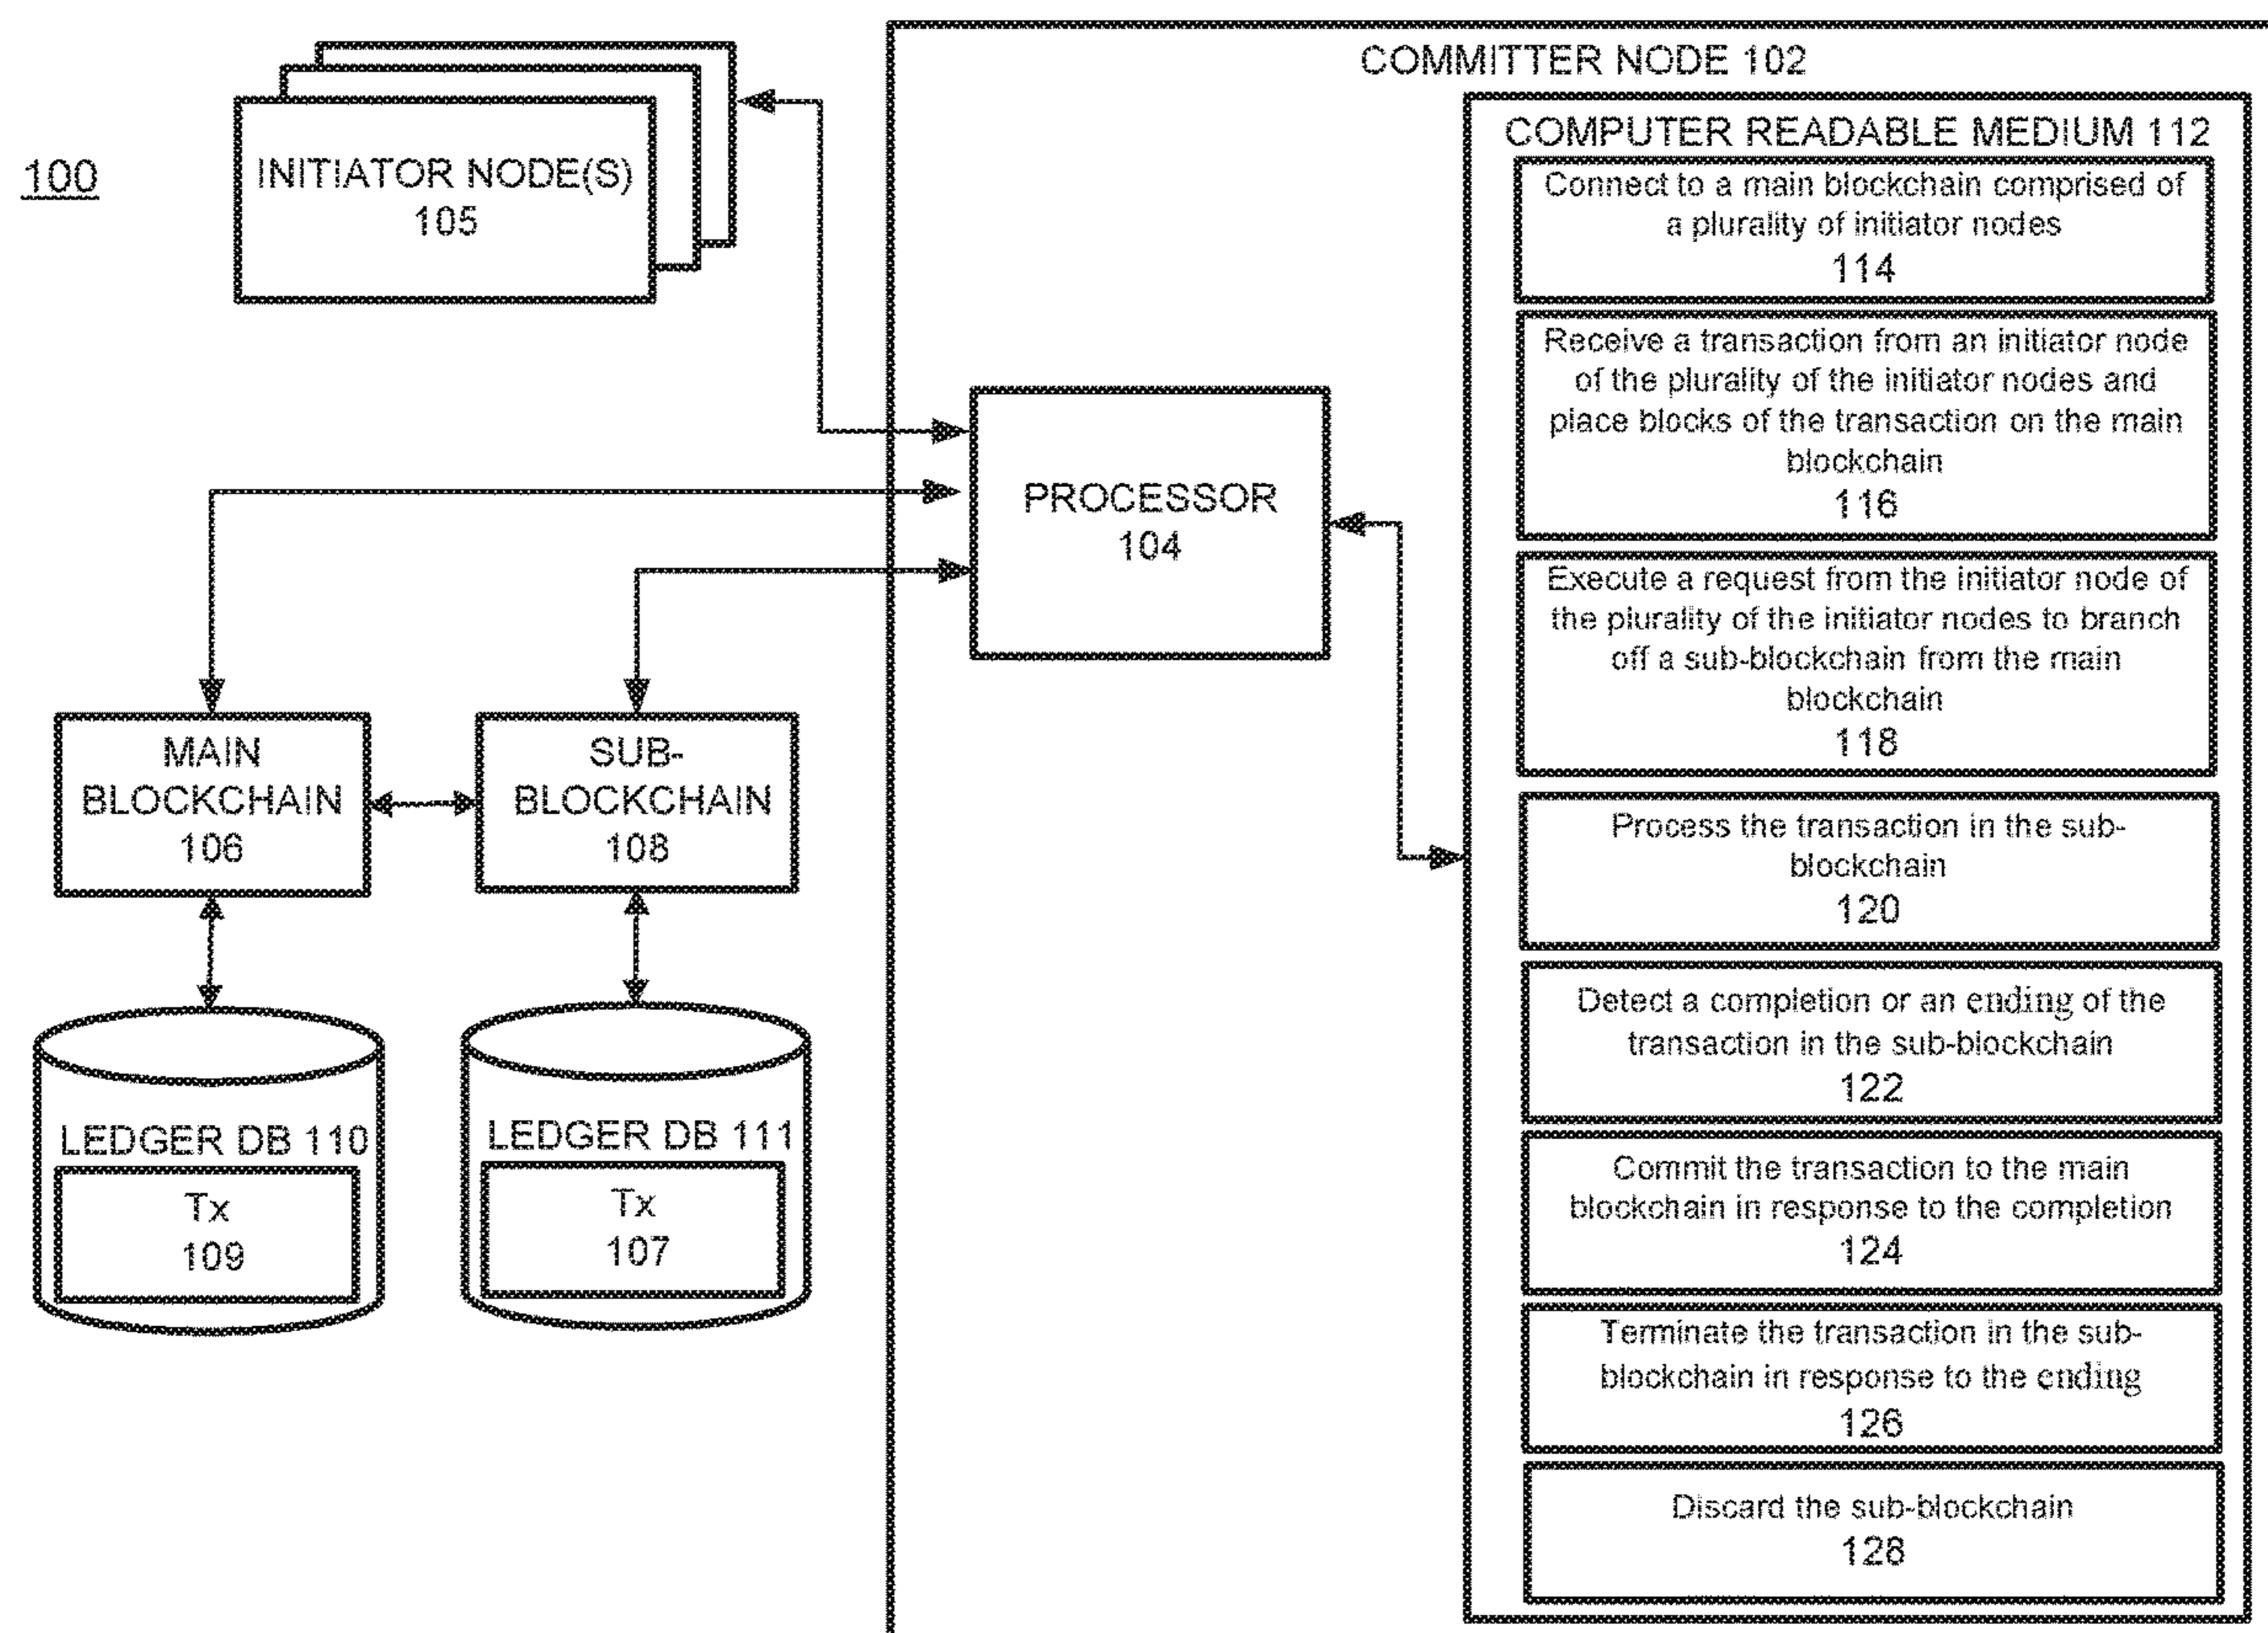 100
INITIATOR NODE(S)
105
COMMITTER NODE 102
PROCESSOR
104
MAIN
BLOCKCHAIN
106
SUB-
BLOCKCHAIN
108
LEDGER DB 110
Tx
109
LEDGER DB 111
Tx
107
COMPUTER READABLE MEDIUM 112
Connect to a main blockchain comprised of
a plurality of initiator nodes
114
Receive a transaction from an initiator node
of the plurality of the initiator nodes and
place blocks of the transaction on the main
blockchain
116
Execute a request from the initiator node of
the plurality of the initiator nodes to branch
off a sub-blockchain from the main
blockchain
118
Process the transaction in the sub-
blockchain
120
Detect a completion or an ending of the
transaction in the sub-blockchain
122
Commit the transaction to the main
blockchain in response to the completion
124
Terminate the transaction in the sub-
blockchain in response to the ending
126
Discard the sub-blockchain
128